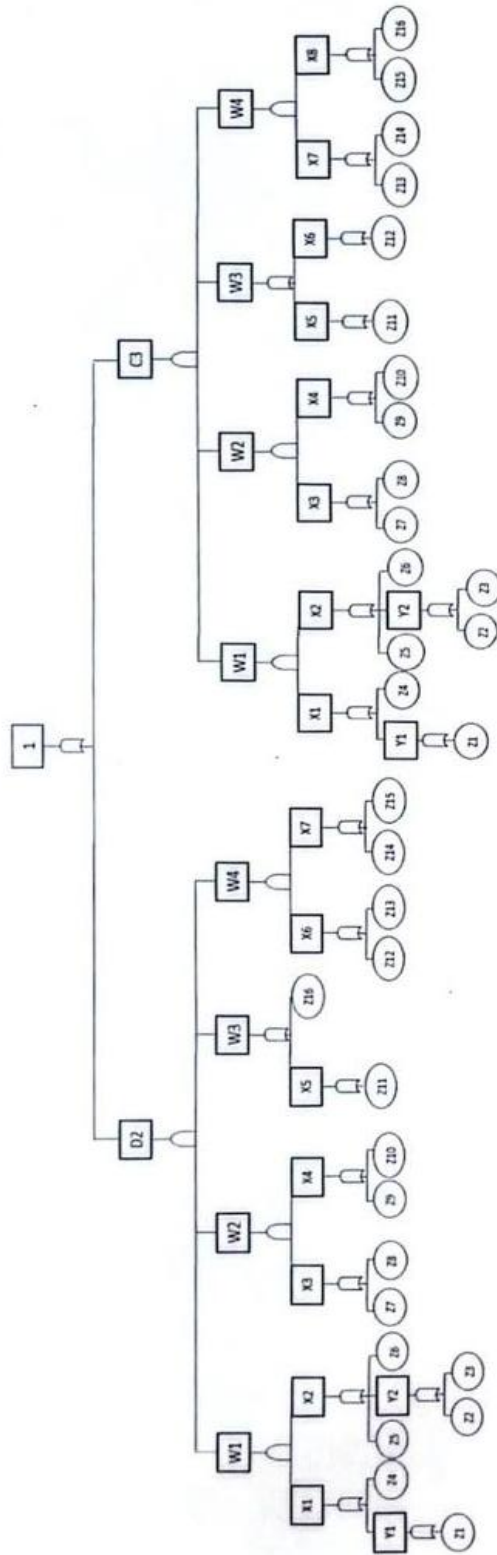 1
D2 C3
W1 W2 W3 W4 W1 W2 W3 W4
X1 X2 X3 X4 X5 Z16 X6 X7 X1 X2 X3 X4 X5 X6 X7 X8
Y1 Z4 Z5 Y2 Z6 Z7 Z8 Z9 Z10 Z11 Z12 Z13 Z14 Z15 Y1 Z4 Z5 Y2 Z6 Z7 Z8 Z9 Z10 Z11 Z12 Z13 Z14 Z15 Z16
Z1 Z2 Z3 Z1 Z2 Z3